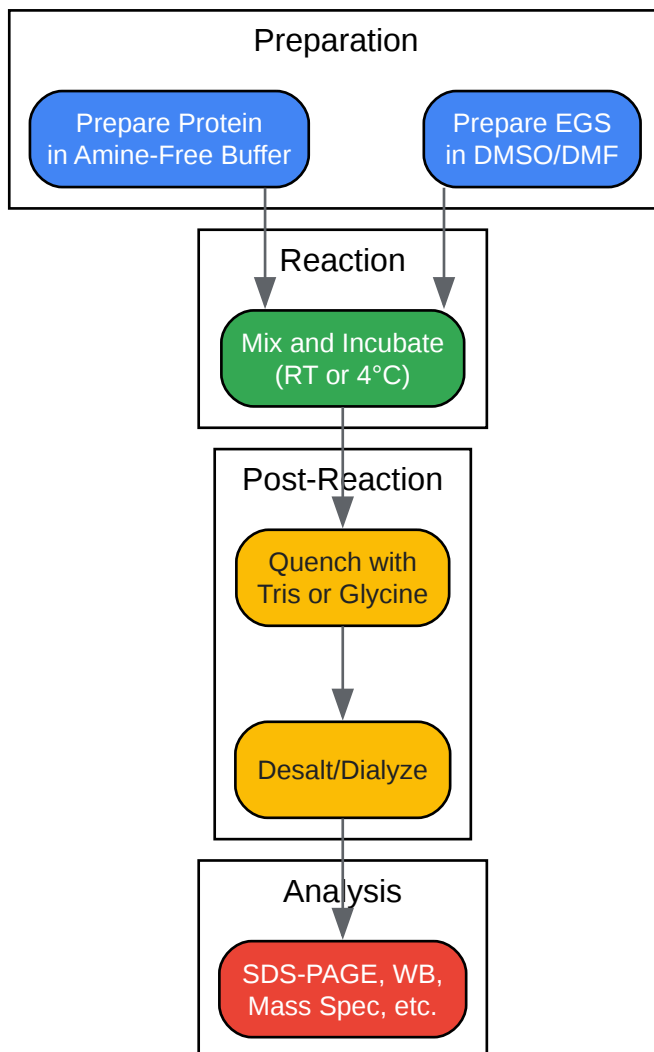 Preparation
Prepare Protein
in Amine-Free Buffer
Prepare EGS
in DMSO/DMF
Reaction
Mix and Incubate
(RT or 4°C)
Post-Reaction
Quench with
Tris or Glycine
Desalt/Dialyze
Analysis
SDS-PAGE, WB,
Mass Spec, etc.